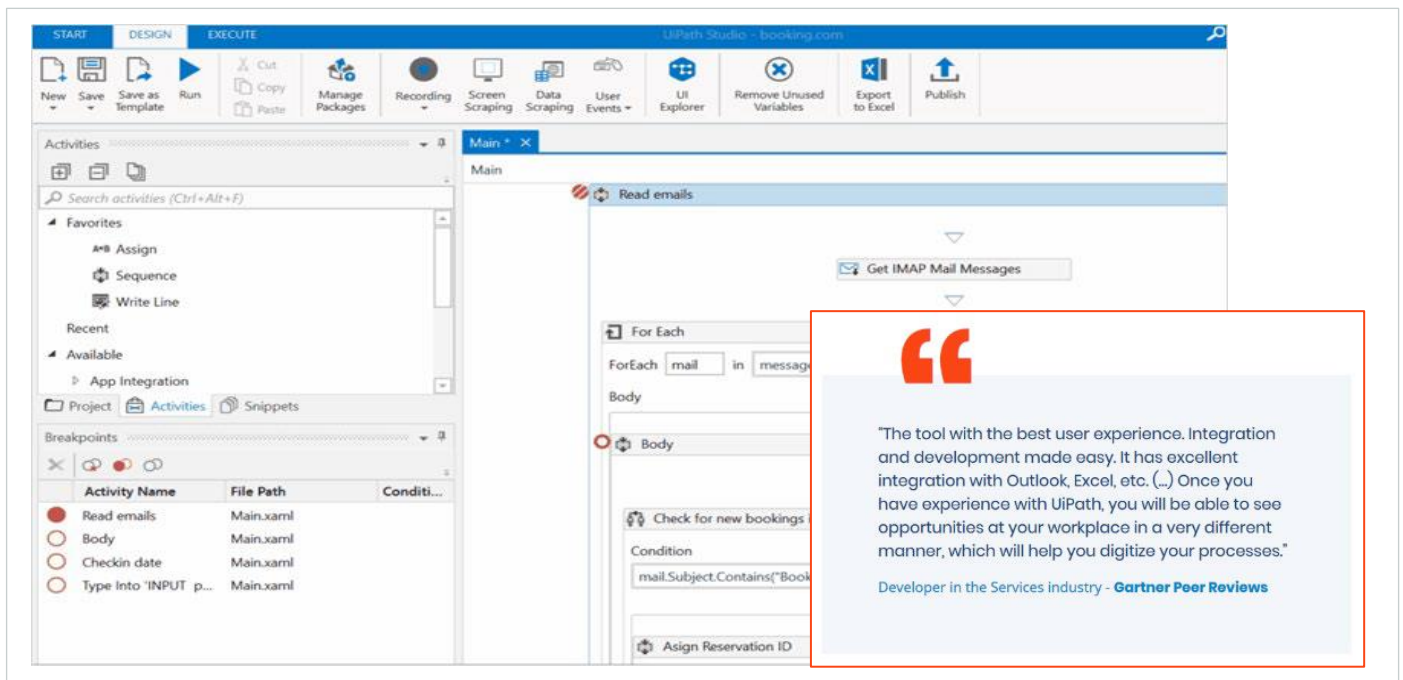 START DESIGN EXECUTE UiPath Studio - booking.com
New Save Save as Template Run Cut Copy Paste Manage Packages Recording Screen Scraping Data Scraping User Events UI Explorer Remove Unused Variables Export to Excel Publish
Activities
Search activities (Ctrl+Alt+F)
Favorites
A*B Assign
Sequence
Write Line
Recent
Available
App Integration
Project Activities Snippets
Breakpoints
Activity Name File Path Conditi...
Read emails Main.xaml
Body Main.xaml
Checkin date Main.xaml
Type Into 'INPUT p... Main.xaml
Main *
Main
Read emails
Get IMAP Mail Messages
For Each
ForEach mail in message
Body
Body
Check for new bookings
Condition
mail.Subject.Contains("Book
Asign Reservation ID
"The tool with the best user experience. Integration
and development made easy. It has excellent
integration with Outlook, Excel, etc. (...) Once you
have experience with UiPath, you will be able to see
opportunities at your workplace in a very different
manner, which will help you digitize your processes."
Developer in the Services industry - Gartner Peer Reviews